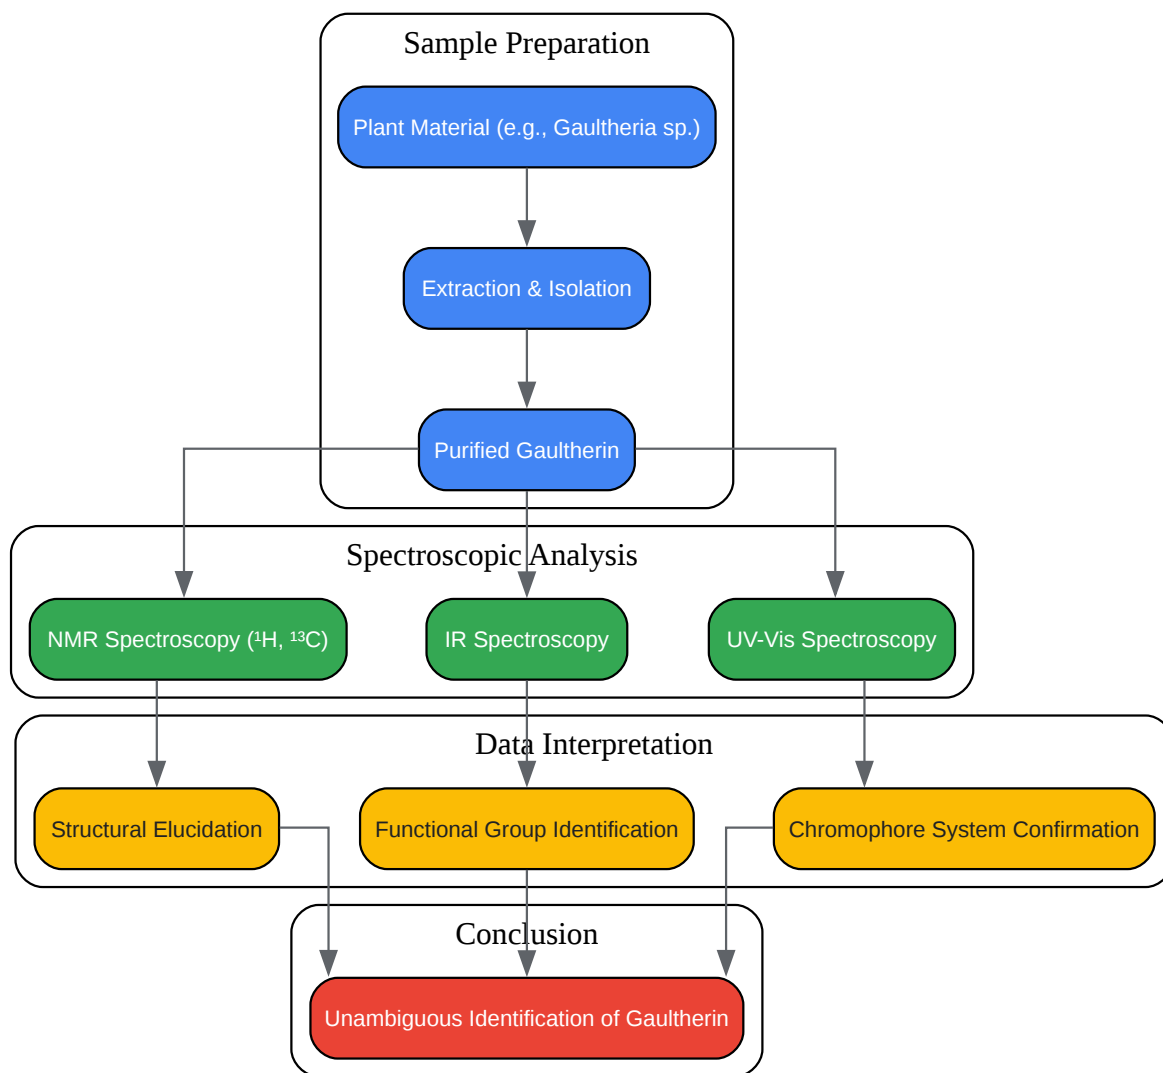 Sample Preparation
Plant Material (e.g., Gaultheria sp.)
Extraction & Isolation
Purified Gaultherin
Spectroscopic Analysis
NMR Spectroscopy (¹H, ¹³C)
IR Spectroscopy
UV-Vis Spectroscopy
Data Interpretation
Structural Elucidation
Functional Group Identification
Chromophore System Confirmation
Conclusion
Unambiguous Identification of Gaultherin